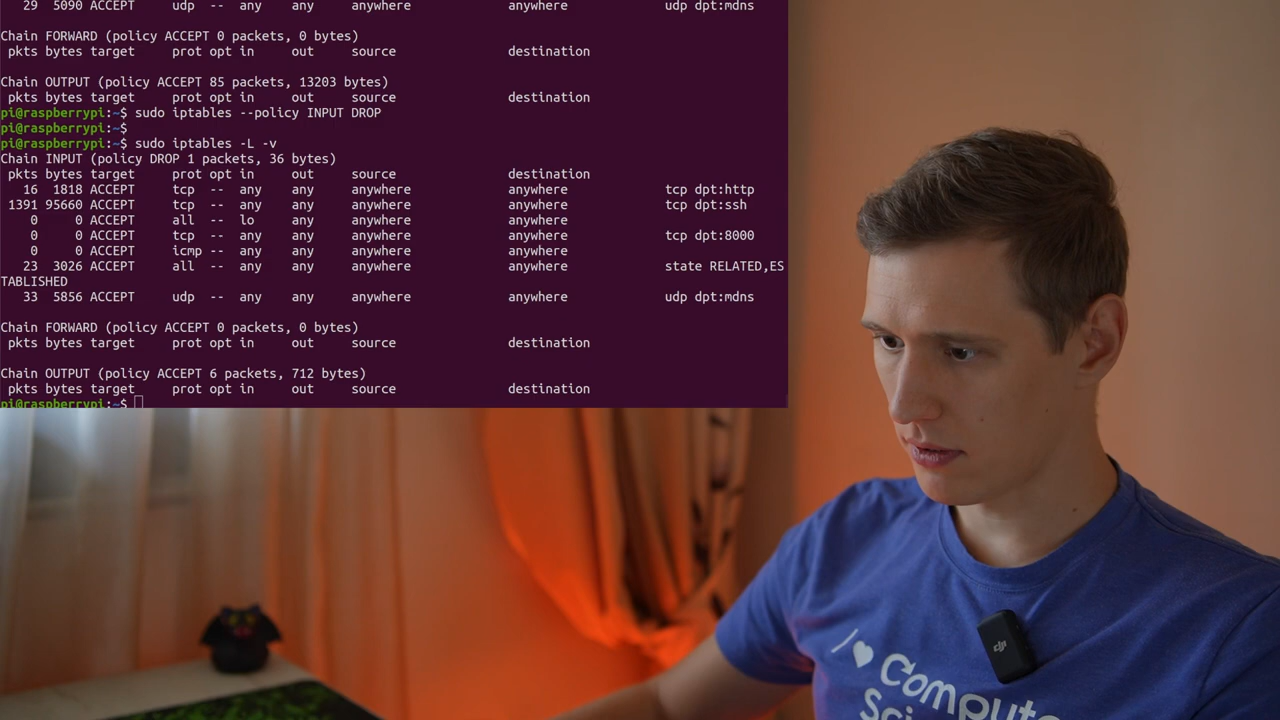 29 5090 ACCEPT udp -- any any anywhere anywhere udp dpt:mdns
Chain FORWARD (policy ACCEPT 0 packets, 0 bytes)
pkts bytes target prot opt in out source destination
Chain OUTPUT (policy ACCEPT 85 packets, 13203 bytes)
pkts bytes target prot opt in out source destination
pi@raspberrypi:~$ sudo iptables --policy INPUT DROP
pi@raspberrypi:~$
pi@raspberrypi:~$ sudo iptables -L -v
Chain INPUT (policy DROP 1 packets, 36 bytes)
pkts bytes target prot opt in out source destination
16 1818 ACCEPT tcp -- any any anywhere anywhere tcp dpt:http
1391 95660 ACCEPT tcp -- any any anywhere anywhere tcp dpt:ssh
0 0 ACCEPT all -- lo any anywhere anywhere
0 0 ACCEPT tcp -- any any anywhere anywhere tcp dpt:8000
0 0 ACCEPT icmp -- any any anywhere anywhere
23 3026 ACCEPT all -- any any anywhere anywhere state RELATED,ES
TABLISHED
33 5856 ACCEPT udp -- any any anywhere anywhere udp dpt:mdns
Chain FORWARD (policy ACCEPT 0 packets, 0 bytes)
pkts bytes target prot opt in out source destination
Chain OUTPUT (policy ACCEPT 6 packets, 712 bytes)
pkts bytes target prot opt in out source destination
pi@raspberrypi:~$
dji
I ♥ Compute
Sci